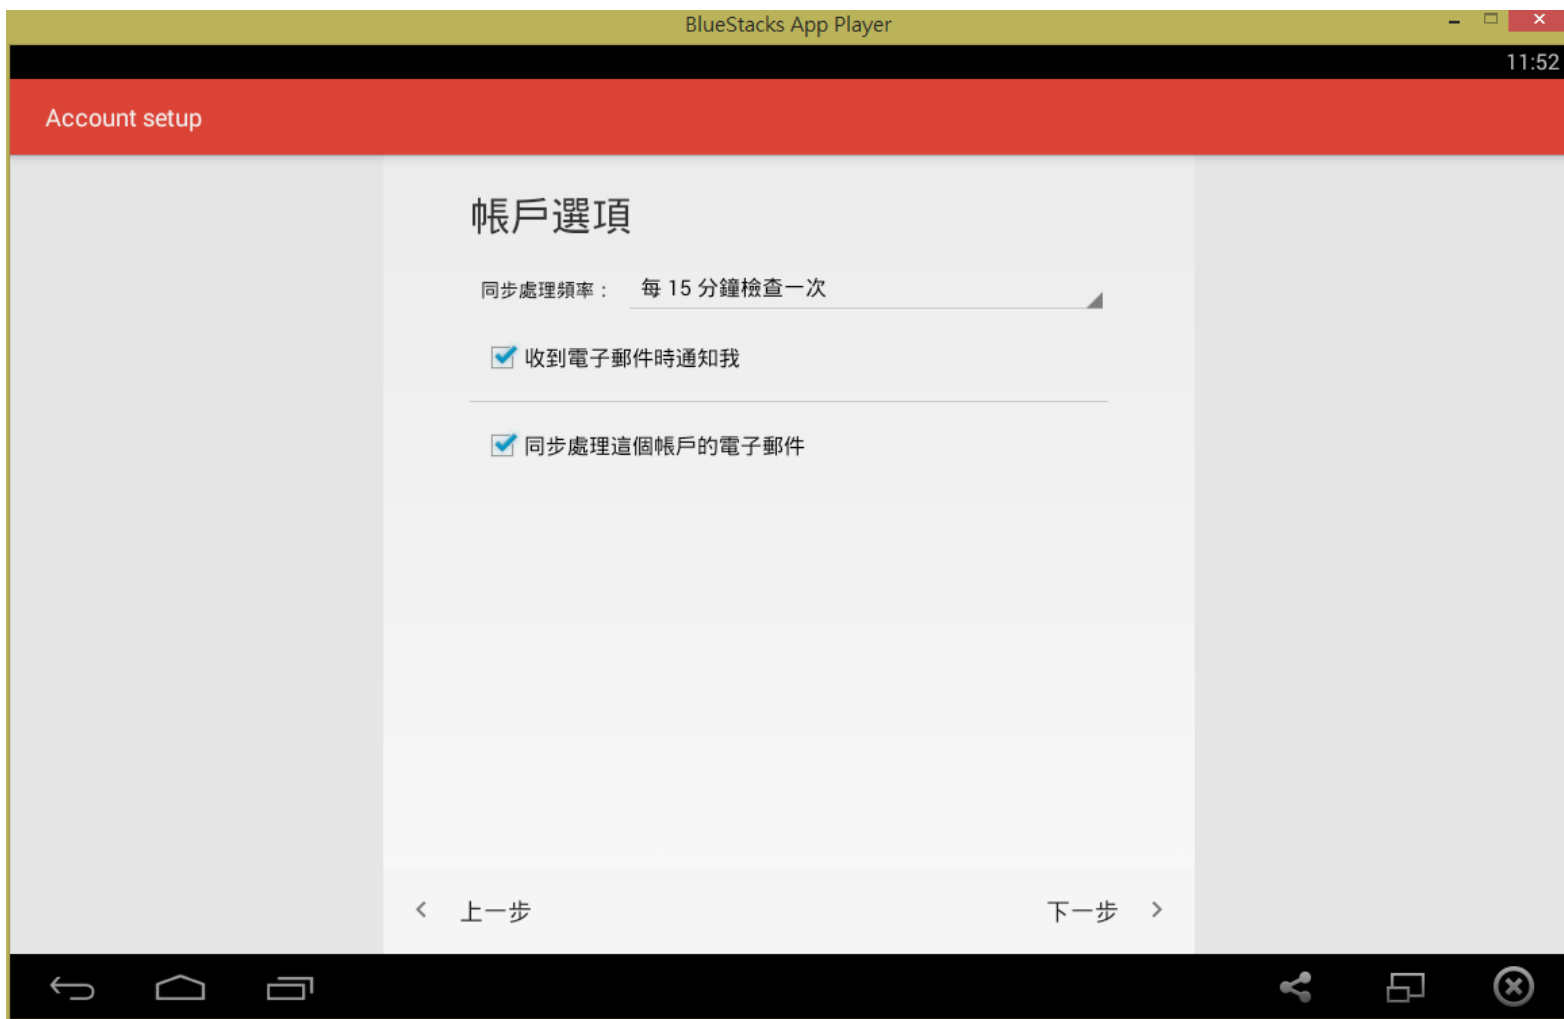 BlueStacks App Player
11:52
Account setup
帳戶選項
同步處理頻率： 每 15 分鐘檢查一次
收到電子郵件時通知我
同步處理這個帳戶的電子郵件
上一步 下一步